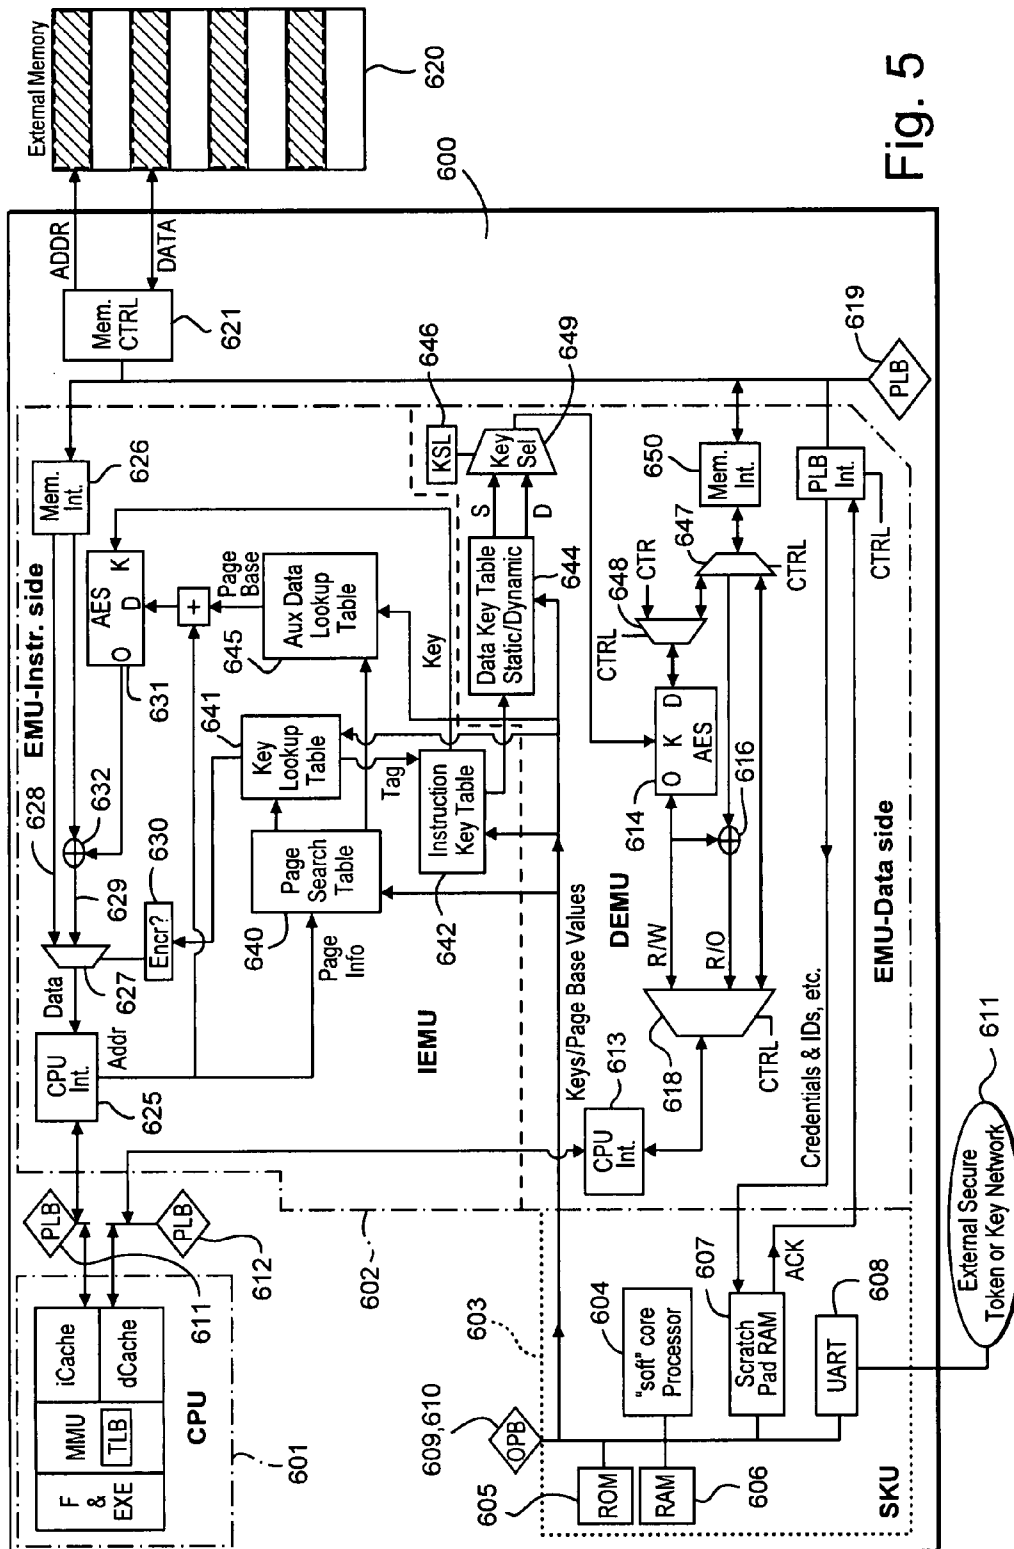 External Memory
620
ADDR
DATA
600
Fig. 5
Mem.
CTRL
621
EMU-Instr. side
Mem.
Int.
626
628
632
629
Data
627
Encr?
630
AES
O
D
K
631
+
Page
Base
Aux Data
Lookup
Table
645
641
Key
Lookup
Table
Tag
Key
Page
Search
Table
640
Page
Info
Instruction
Key Table
642
CPU
Int.
625
Addr
IEMU
KSL
646
Key
Sel
649
S
D
Data Key Table
Static/Dynamic
644
DEMU
CTR
CTRL
648
647
CTRL
Mem.
Int.
650
PLB
619
PLB
Int.
CTRL
O
K
D
AES
614
616
R/W
R/O
618
CTRL
CPU
Int.
613
Keys/Page Base Values
Credentials & IDs, etc.
EMU-Data side
PLB
611
PLB
612
602
F
&
EXE
MMU
TLB
iCache
dCache
CPU
601
603
609,610
OPB
605
ROM
RAM
606
604
"soft" core
Processor
607
Scratch
Pad RAM
ACK
608
UART
SKU
External Secure
Token or Key Network
611